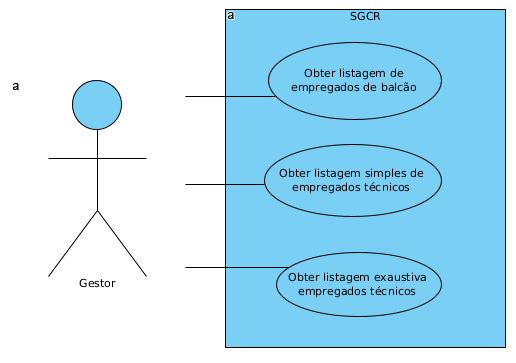 a
SGCR
Obter listagem de
empregados de balcão
a
Obter listagem simples de
empregados técnicos
Obter listagem exaustiva
empregados técnicos
Gestor